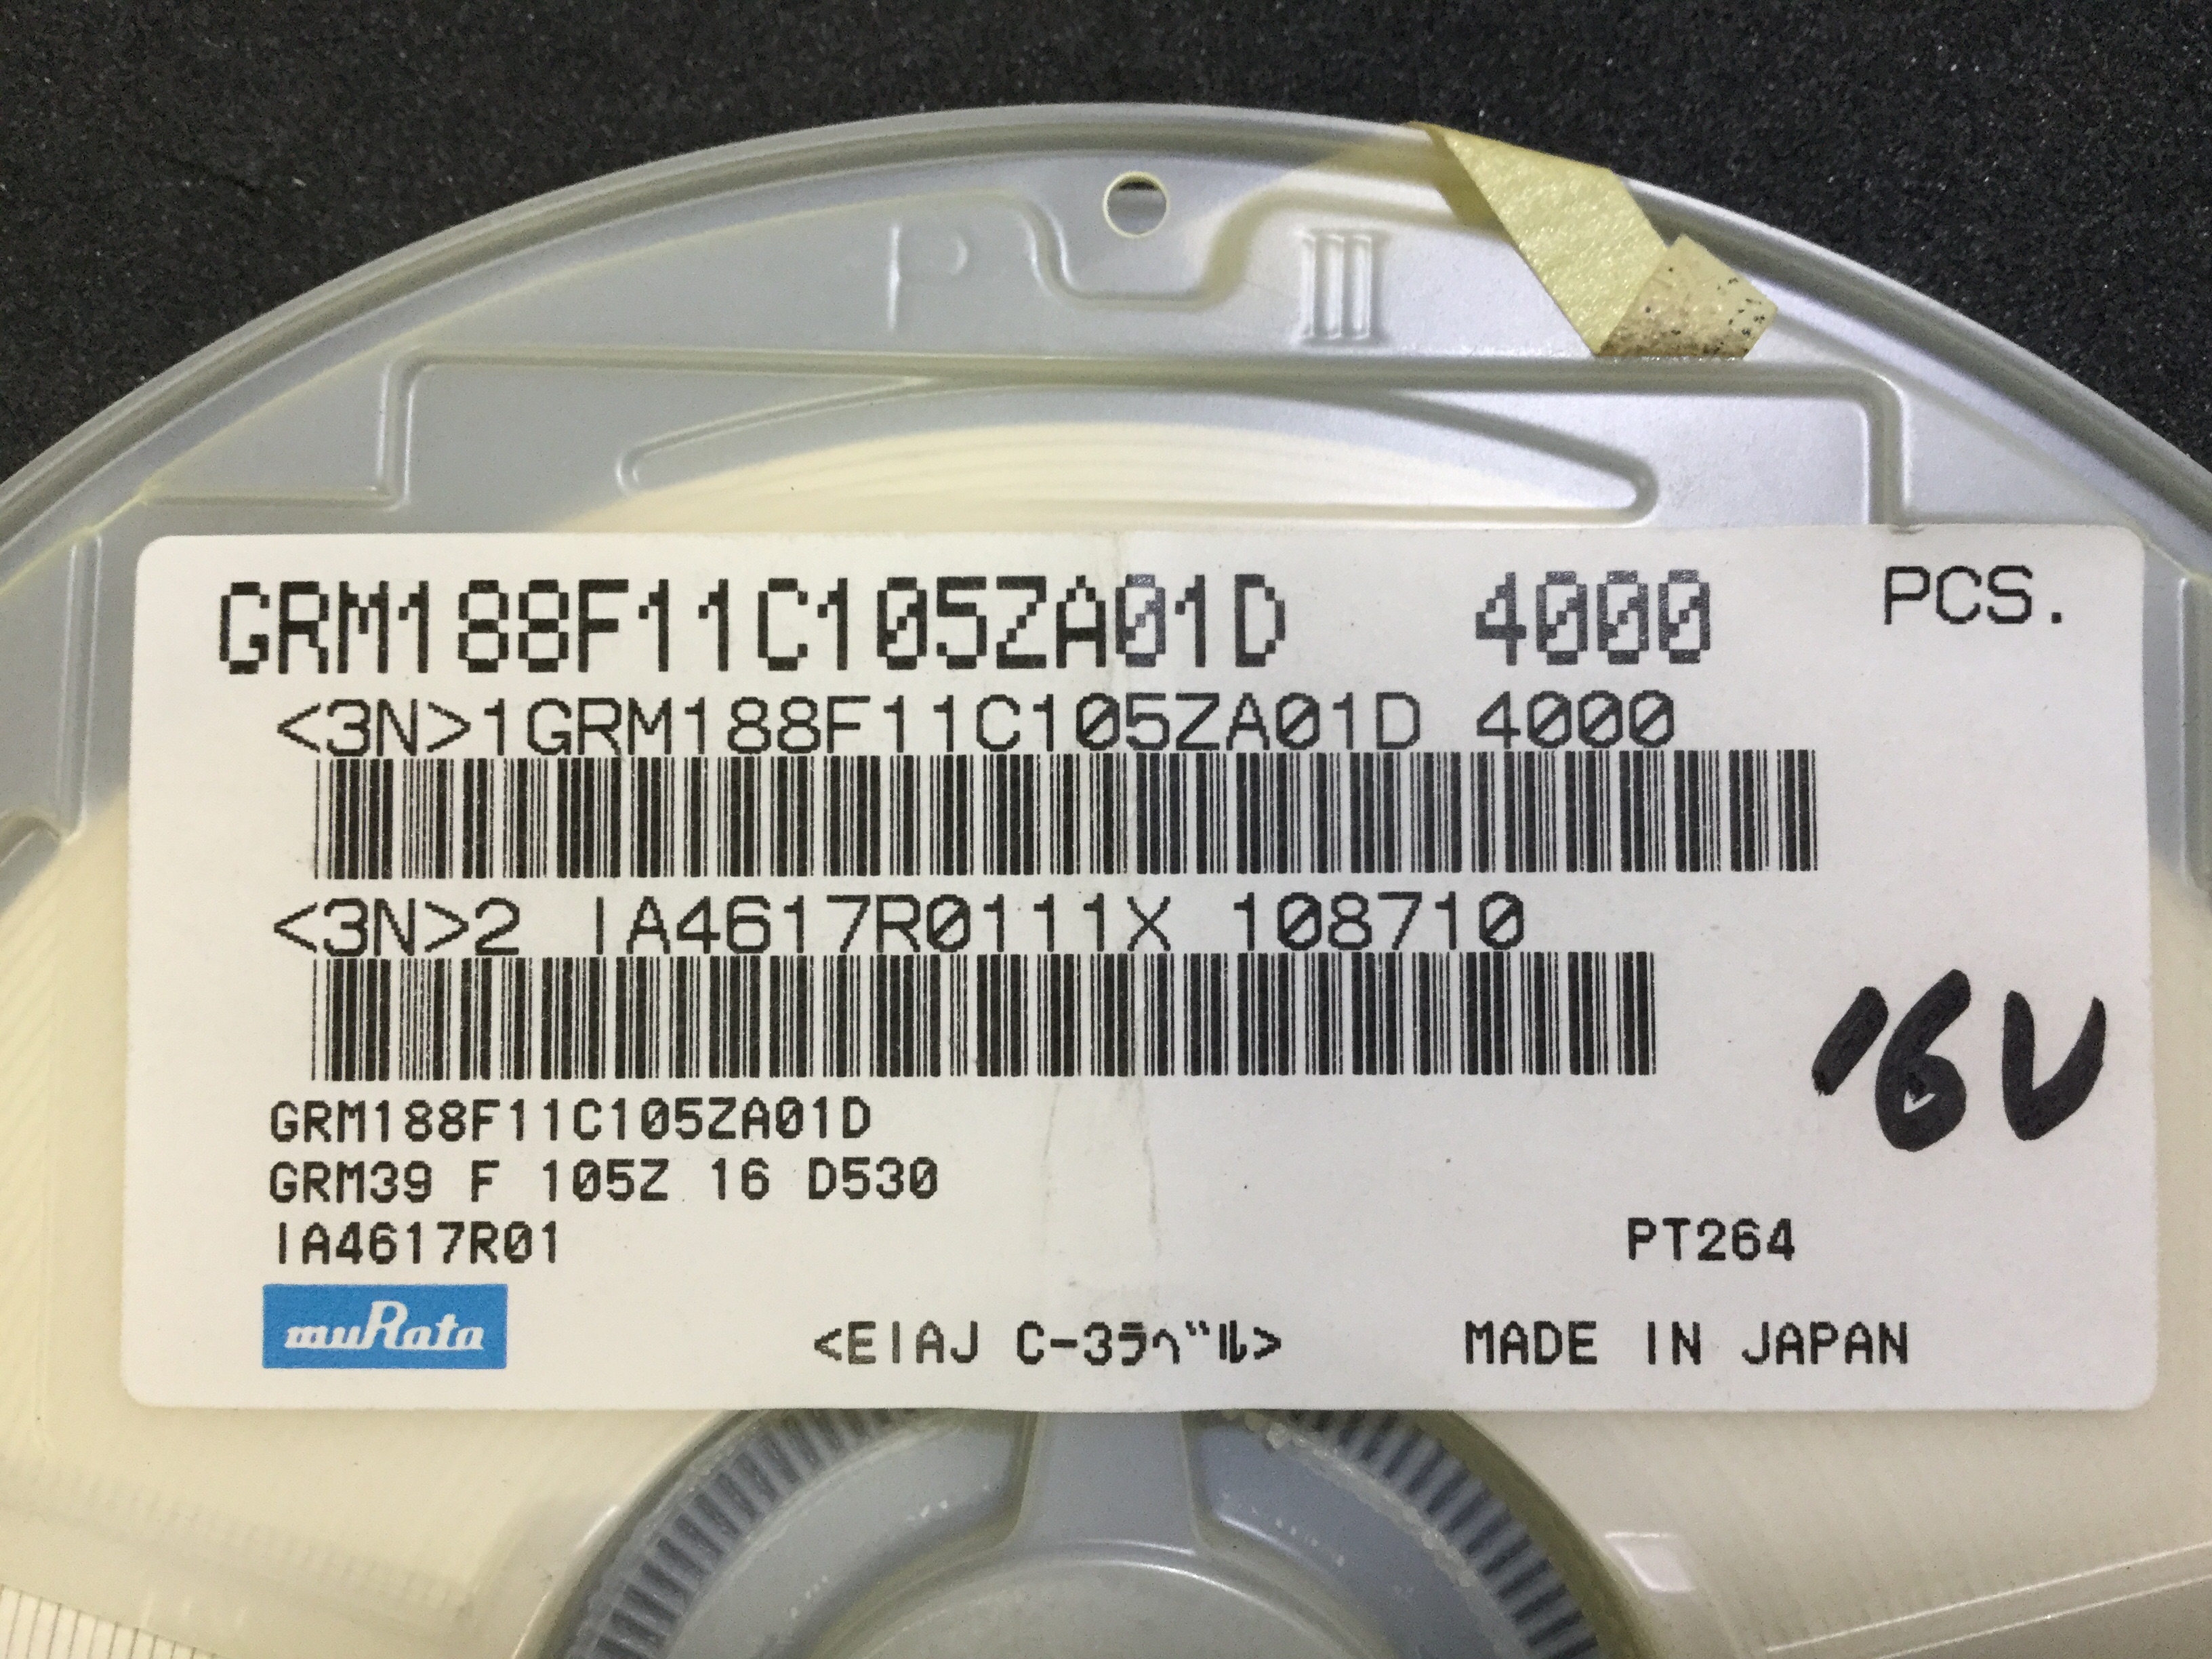 P III
GRM188F11C105ZA01D 4000 PCS.
<3N>1GRM188F11C105ZA01D 4000
<3N>2 IA4617R0111X 108710
16V
GRM188F11C105ZA01D
GRM39 F 105Z 16 D530
IA4617R01
PT264
muRata
<EIAJ C-3ラベル>
MADE IN JAPAN